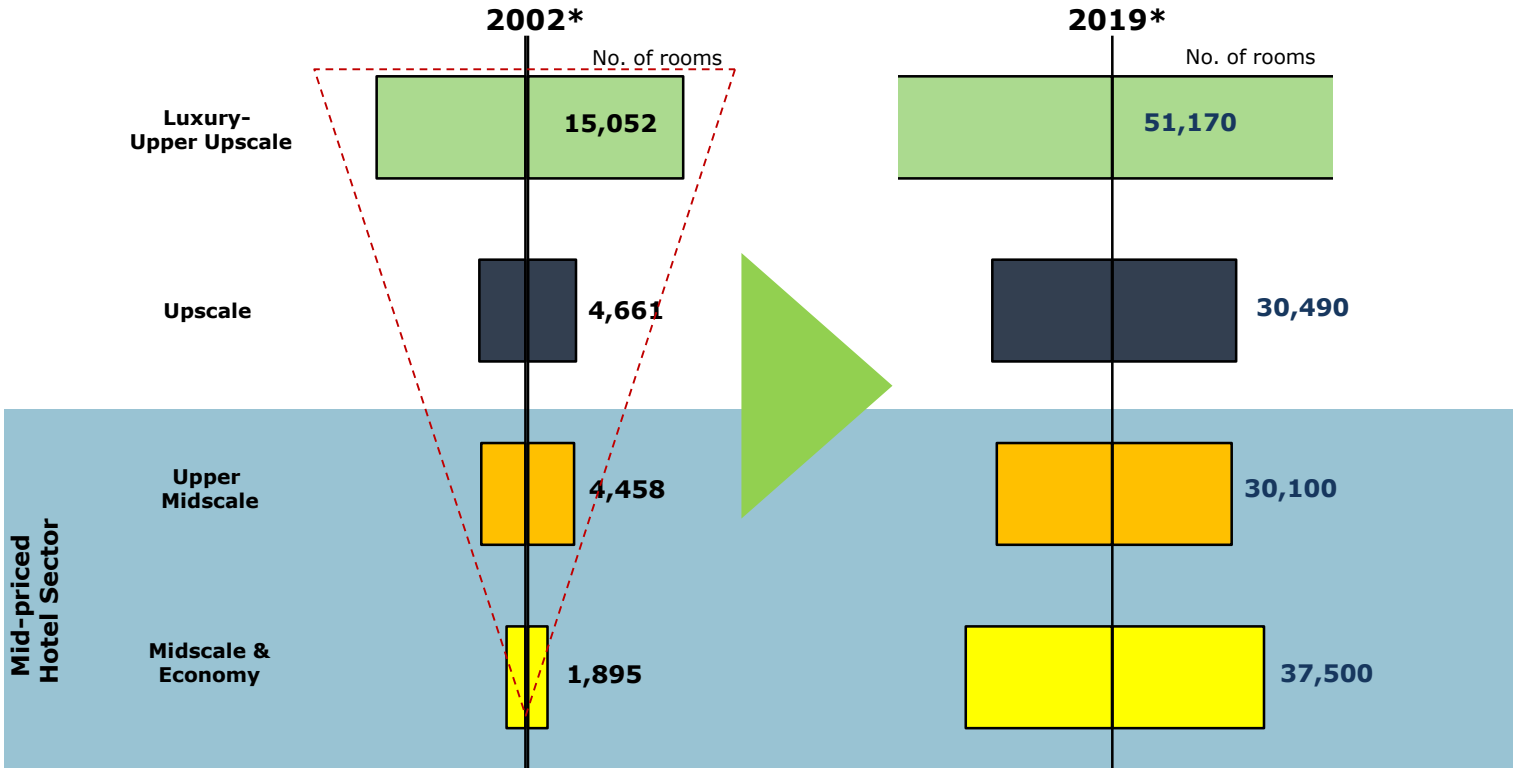 2002*
2019*
No. of rooms
No. of rooms
Luxury-
Upper Upscale
15,052
51,170
Upscale
4,661
30,490
Mid-priced
Hotel Sector
Upper
Midscale
4,458
30,100
Midscale &
Economy
1,895
37,500